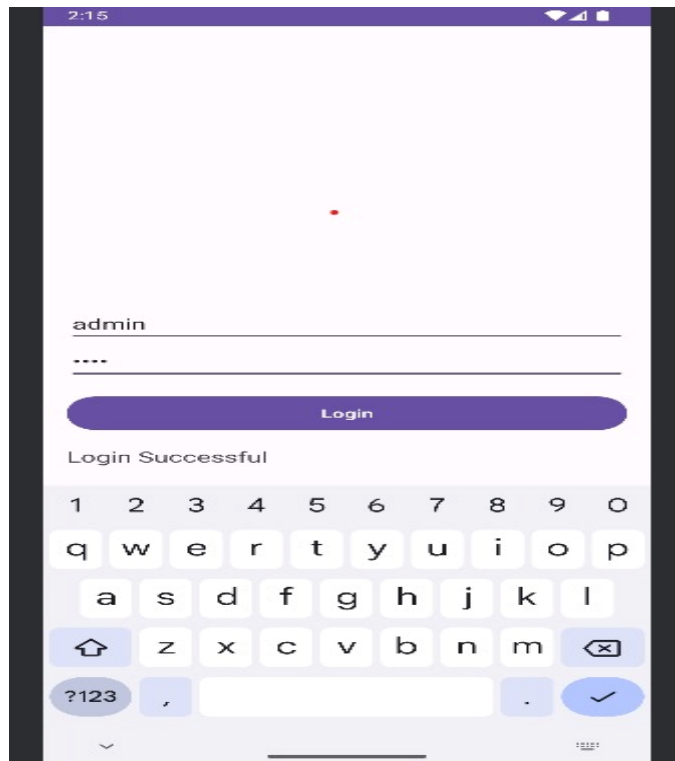 2:15
admin
····
Login
Login Successful
1 2 3 4 5 6 7 8 9 0
q w e r t y u i o p
a s d f g h j k l
z x c v b n m
?123 , .